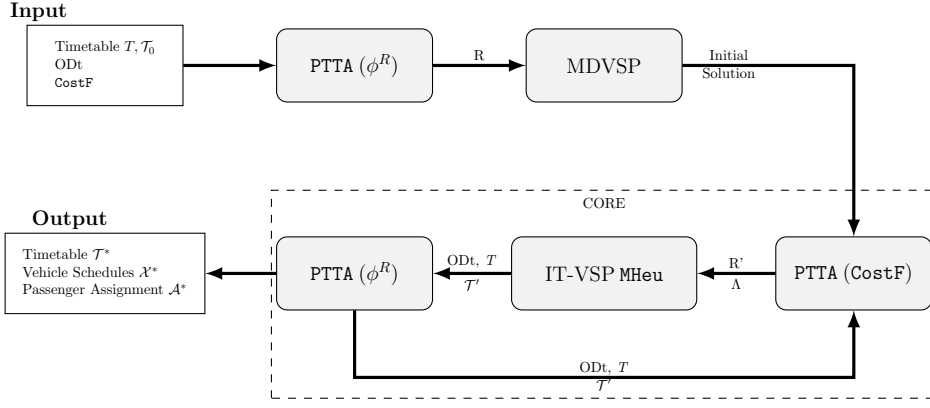 Input
Timetable T, 𝒯₀
ODt
CostF
PTTA (ϕᴿ)
R
MDVSP
Initial
Solution
CORE
Output
Timetable 𝒯*
Vehicle Schedules 𝒳*
Passenger Assignment 𝒜*
PTTA (ϕᴿ)
ODt, T
𝒯′
IT-VSP MHeu
R'
Λ
PTTA (CostF)
ODt, T
𝒯′